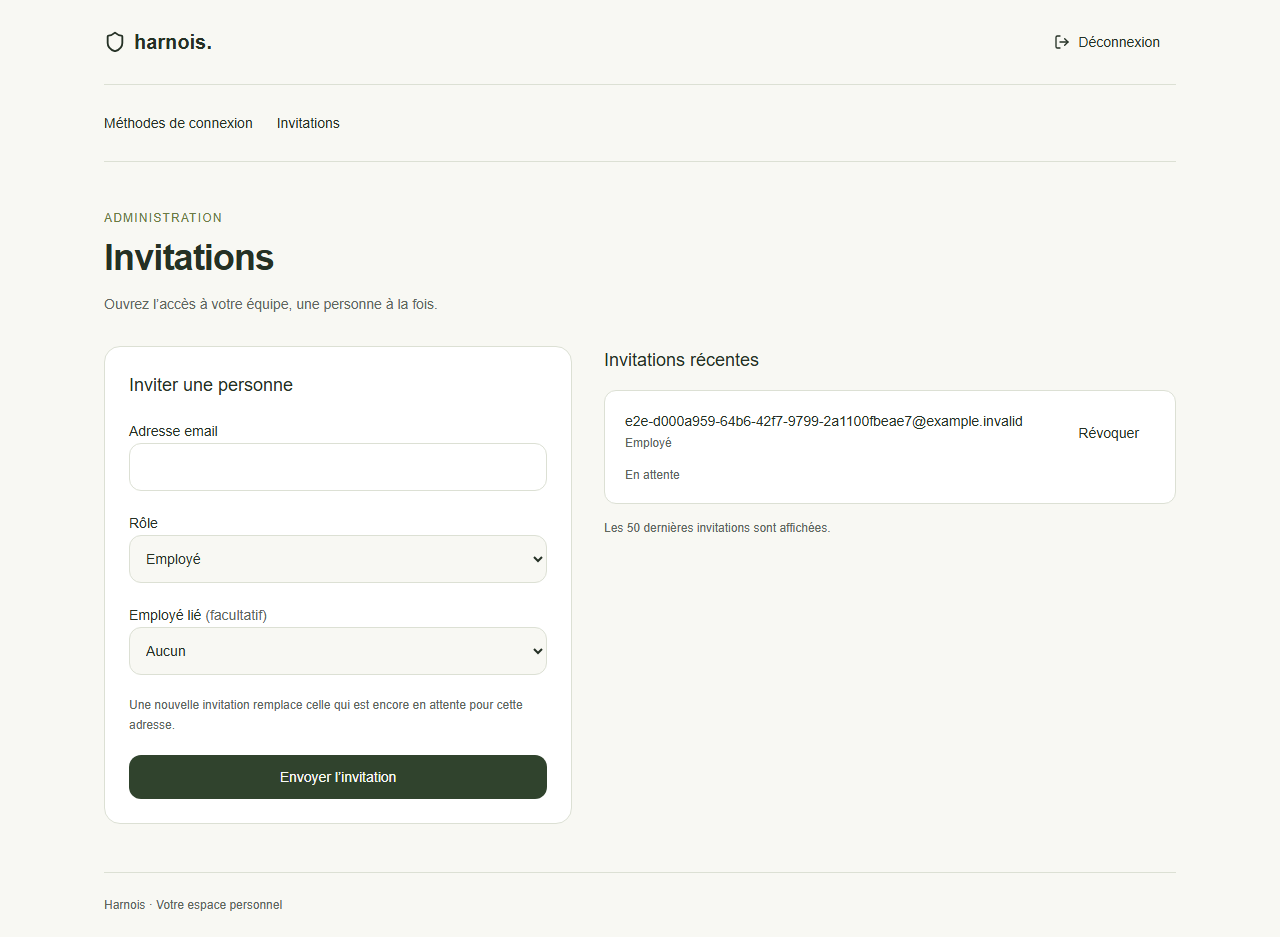 harnois.
Déconnexion
Méthodes de connexion
Invitations
ADMINISTRATION
Invitations
Ouvrez l'accès à votre équipe, une personne à la fois.
Inviter une personne
Adresse email
Rôle
Employé
Employé lié (facultatif)
Aucun
Une nouvelle invitation remplace celle qui est encore en attente pour cette
adresse.
Envoyer l'invitation
Invitations récentes
e2e-d000a959-64b6-42f7-9799-2a1100fbeae7@example.invalid
Employé
En attente
Révoquer
Les 50 dernières invitations sont affichées.
Harnois · Votre espace personnel